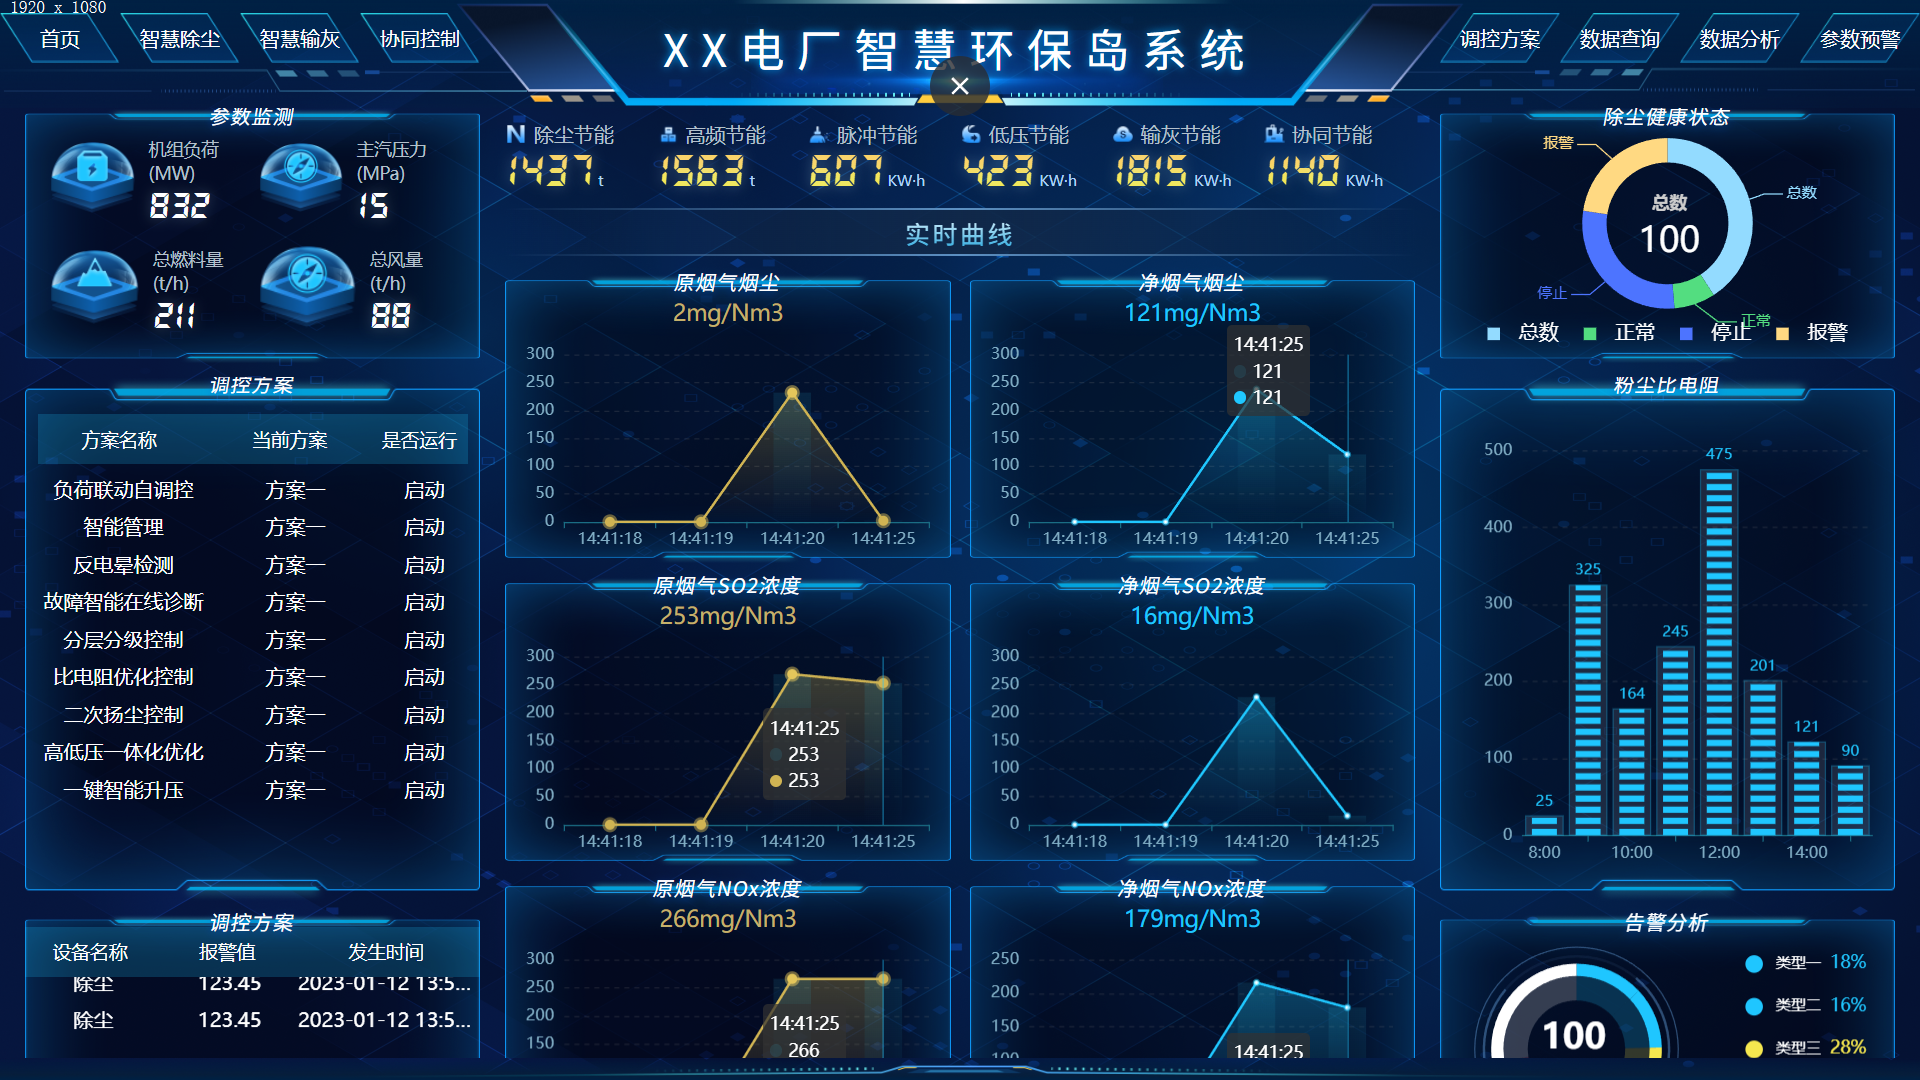 1920 x 1080
首页
智慧除尘
智慧输灰
协同控制
XX电厂智慧环保岛系统
调控方案
数据查询
数据分析
参数预警
参数监测
机组负荷
(MW)
832
主汽压力
(MPa)
15
总燃料量
(t/h)
211
总风量
(t/h)
88
调控方案
方案名称 当前方案 是否运行
负荷联动自调控 方案一 启动
智能管理 方案一 启动
反电晕检测 方案一 启动
故障智能在线诊断 方案一 启动
分层分级控制 方案一 启动
比电阻优化控制 方案一 启动
二次扬尘控制 方案一 启动
高低压一体化优化 方案一 启动
一键智能升压 方案一 启动
调控方案
设备名称 报警值 发生时间
除尘 123.45 2023-01-12 13:5...
除尘 123.45 2023-01-12 13:5...
除尘节能
1437 t
高频节能
1563 t
脉冲节能
607 KW·h
低压节能
423 KW·h
输灰节能
1815 KW·h
协同节能
1140 KW·h
实时曲线
原烟气烟尘
2mg/Nm3
300
250
200
150
100
50
0
14:41:18 14:41:19 14:41:20 14:41:25
净烟气烟尘
121mg/Nm3
14:41:25
121
121
300
250
200
150
100
50
0
14:41:18 14:41:19 14:41:20 14:41:25
原烟气SO2浓度
253mg/Nm3
300
250
200
150
100
50
0
14:41:25
253
253
14:41:18 14:41:19 14:41:20 14:41:25
净烟气SO2浓度
16mg/Nm3
300
250
200
150
100
50
0
14:41:18 14:41:19 14:41:20 14:41:25
原烟气NOx浓度
266mg/Nm3
300
250
200
150
14:41:25
266
净烟气NOx浓度
179mg/Nm3
250
200
150
100
14:41:25
除尘健康状态
报警
总数
停止
正常
总数
100
总数 正常 停止 报警
粉尘比电阻
500
400
300
200
100
0
25
325
164
245
475
201
121
90
8:00 10:00 12:00 14:00
告警分析
100
类型一 18%
类型二 16%
类型三 28%